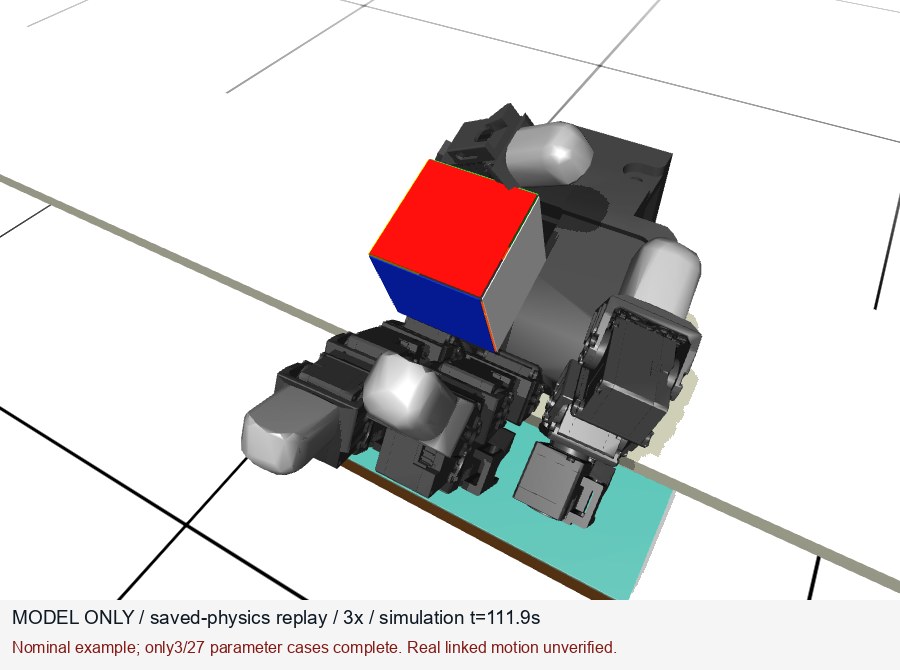 MODEL ONLY / saved-physics replay / 3x / simulation t=111.9s
Nominal example; only3/27 parameter cases complete. Real linked motion unverified.